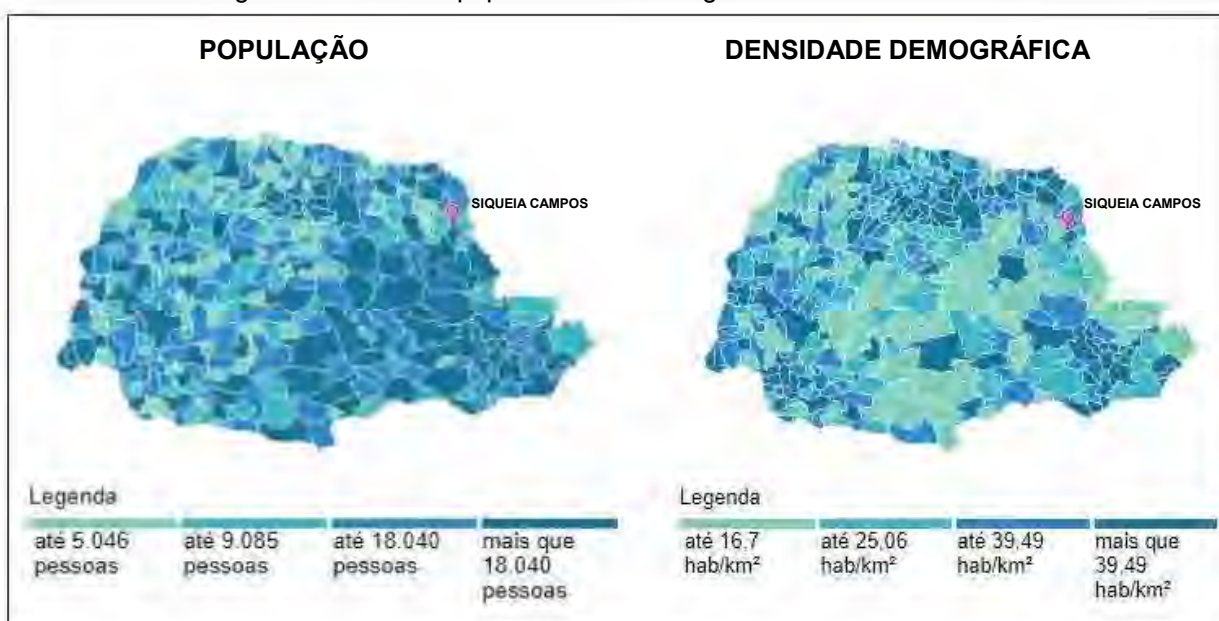 POPULAÇÃO
DENSIDADE DEMOGRÁFICA
SIQUEIA CAMPOS
SIQUEIA CAMPOS
Legenda
até 5.046 pessoas
até 9.085 pessoas
até 18.040 pessoas
mais que 18.040 pessoas
Legenda
até 16,7 hab/km²
até 25,06 hab/km²
até 39,49 hab/km²
mais que 39,49 hab/km²